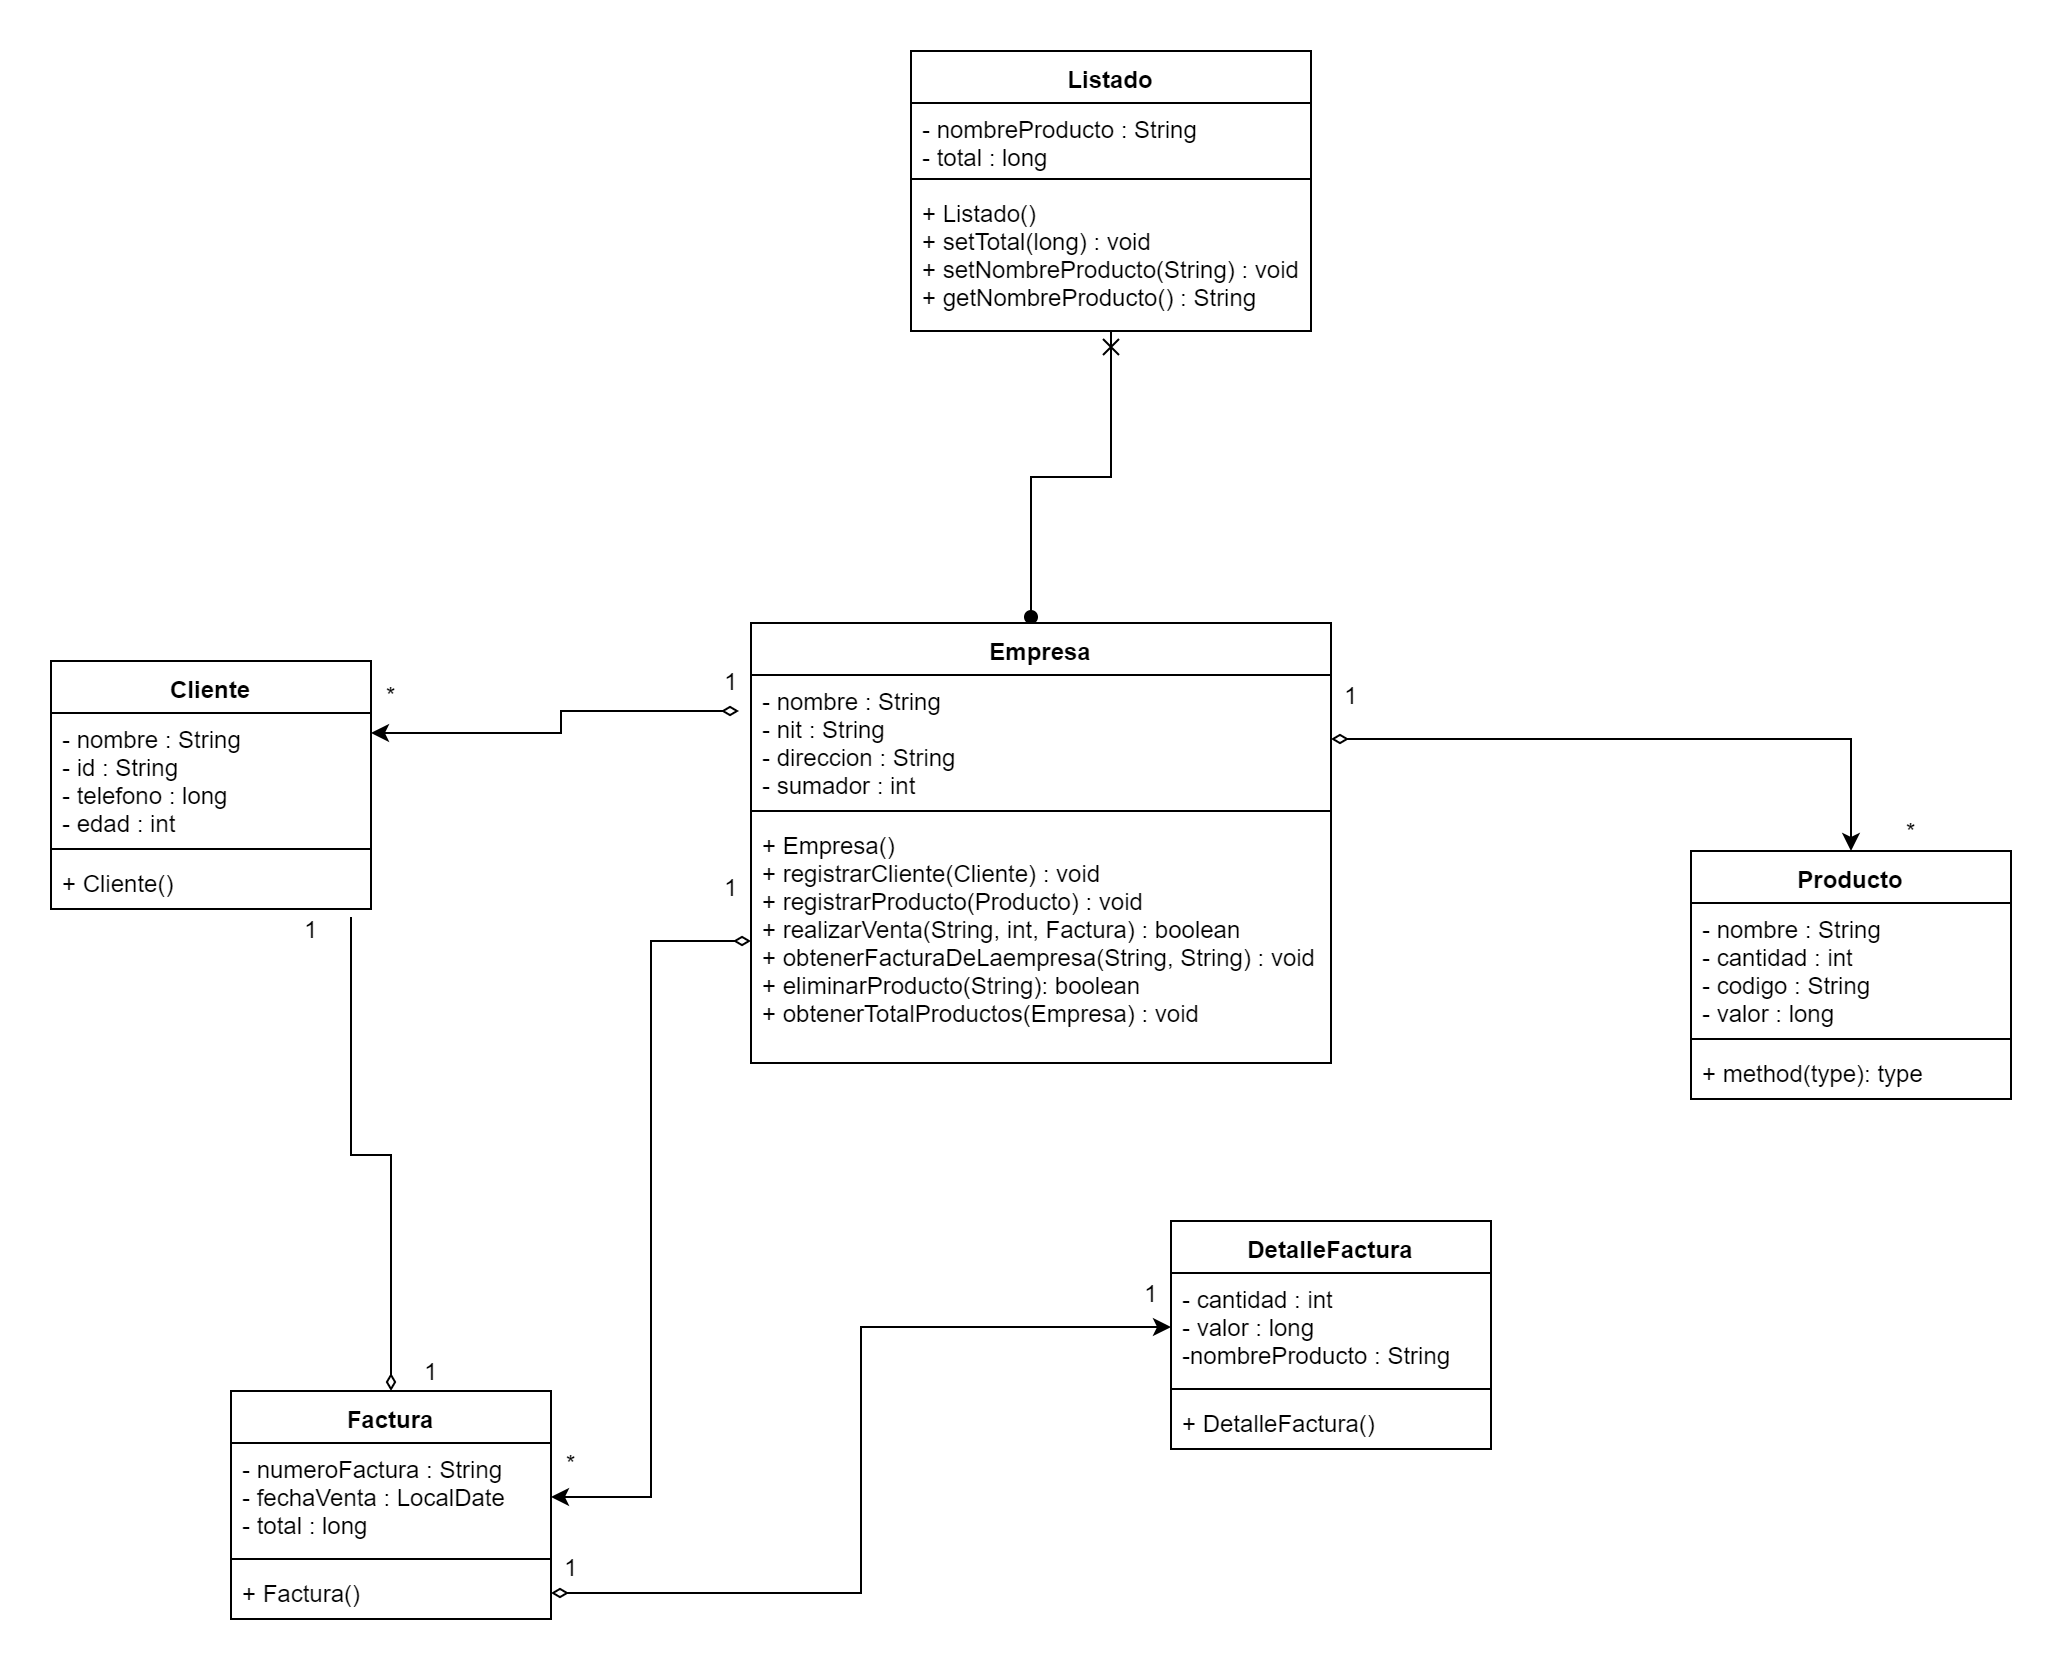 Listado
- nombreProducto : String
- total : long
+ Listado()
+ setTotal(long) : void
+ setNombreProducto(String) : void
+ getNombreProducto() : String
Cliente
- nombre : String
- id : String
- telefono : long
- edad : int
+ Cliente()
*
1
1
1
Empresa
- nombre : String
- nit : String
- direccion : String
- sumador : int
+ Empresa()
+ registrarCliente(Cliente) : void
+ registrarProducto(Producto) : void
+ realizarVenta(String, int, Factura) : boolean
+ obtenerFacturaDeLaempresa(String, String) : void
+ eliminarProducto(String): boolean
+ obtenerTotalProductos(Empresa) : void
1
*
Producto
- nombre : String
- cantidad : int
- codigo : String
- valor : long
+ method(type): type
1
DetalleFactura
- cantidad : int
- valor : long
-nombreProducto : String
+ DetalleFactura()
1
Factura
- numeroFactura : String
- fechaVenta : LocalDate
- total : long
+ Factura()
*
1